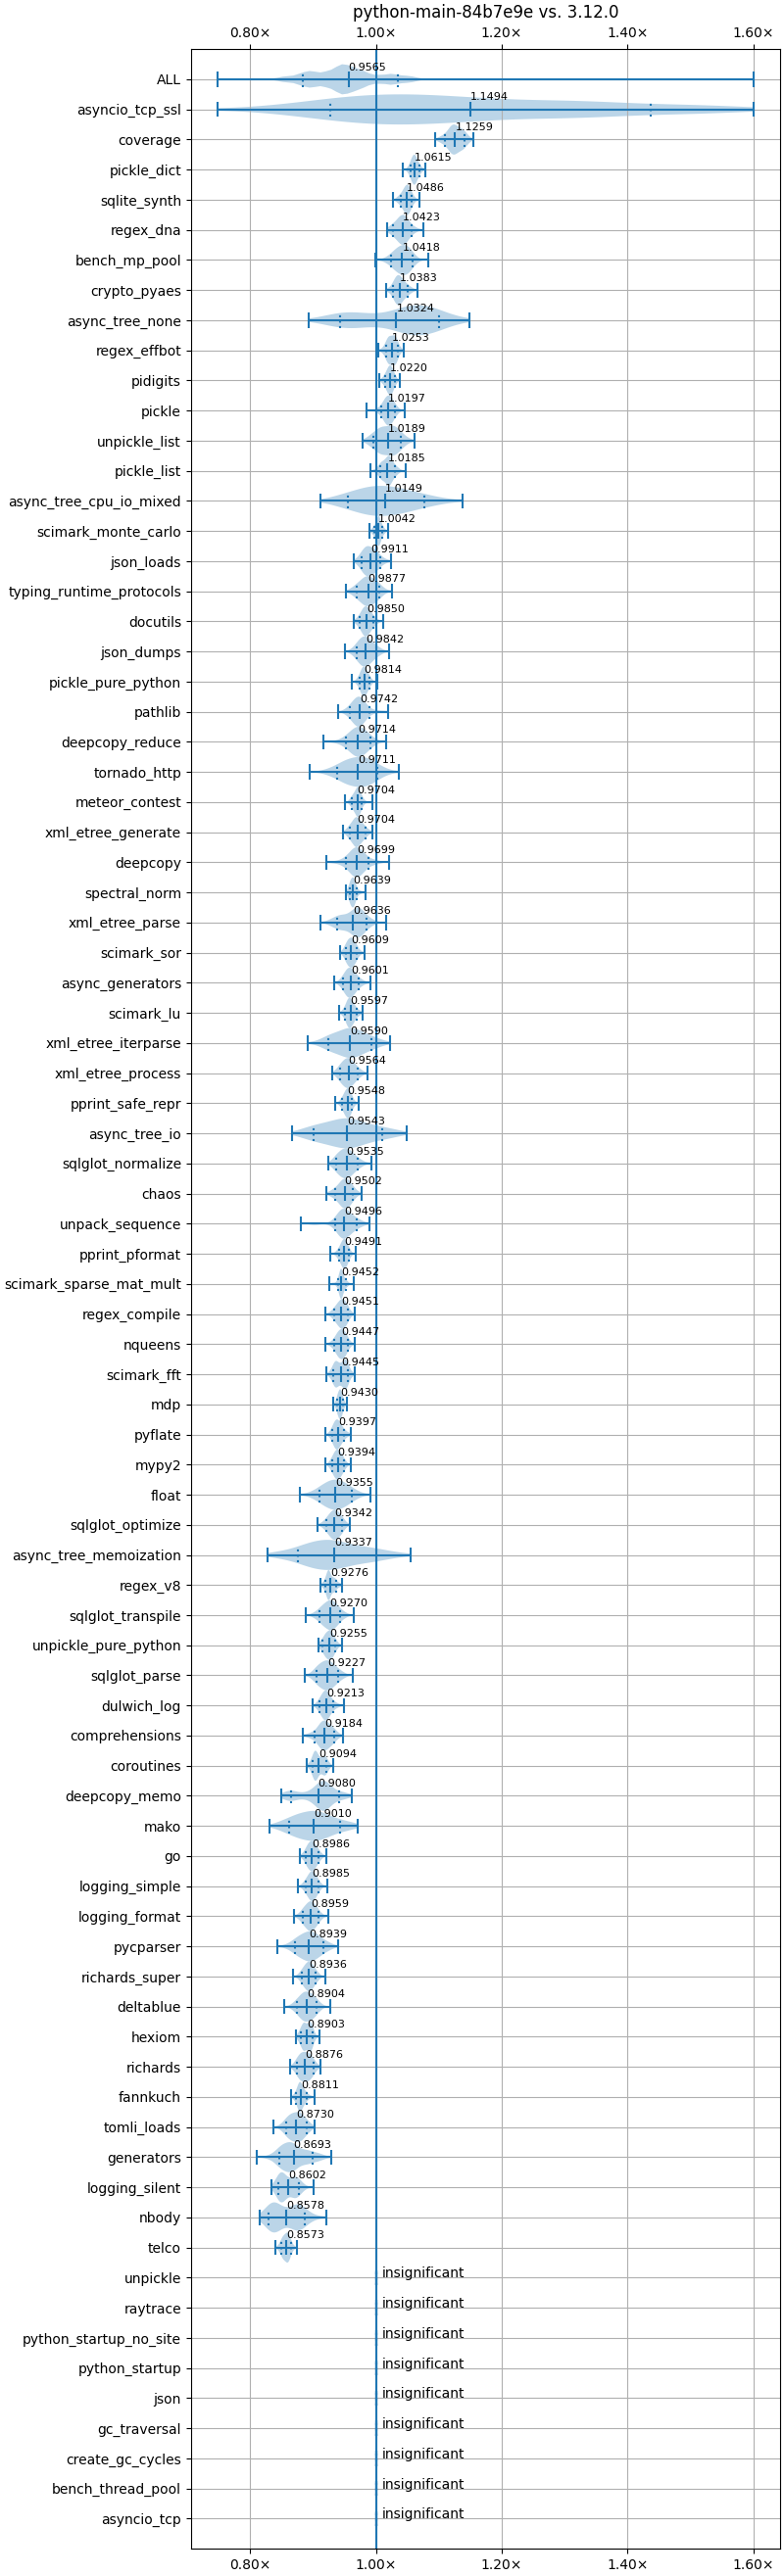 python-main-84b7e9e vs. 3.12.0
0.80× 1.00× 1.20× 1.40× 1.60×
ALL 0.9565
asyncio_tcp_ssl 1.1494
coverage 1.1259
pickle_dict 1.0615
sqlite_synth 1.0486
regex_dna 1.0423
bench_mp_pool 1.0418
crypto_pyaes 1.0383
async_tree_none 1.0324
regex_effbot 1.0253
pidigits 1.0220
pickle 1.0197
unpickle_list 1.0189
pickle_list 1.0185
async_tree_cpu_io_mixed 1.0149
scimark_monte_carlo 1.0042
json_loads 0.9911
typing_runtime_protocols 0.9877
docutils 0.9850
json_dumps 0.9842
pickle_pure_python 0.9814
pathlib 0.9742
deepcopy_reduce 0.9714
tornado_http 0.9711
meteor_contest 0.9704
xml_etree_generate 0.9704
deepcopy 0.9699
spectral_norm 0.9639
xml_etree_parse 0.9636
scimark_sor 0.9609
async_generators 0.9601
scimark_lu 0.9597
xml_etree_iterparse 0.9590
xml_etree_process 0.9564
pprint_safe_repr 0.9548
async_tree_io 0.9543
sqlglot_normalize 0.9535
chaos 0.9502
unpack_sequence 0.9496
pprint_pformat 0.9491
scimark_sparse_mat_mult 0.9452
regex_compile 0.9451
nqueens 0.9447
scimark_fft 0.9445
mdp 0.9430
pyflate 0.9397
mypy2 0.9394
float 0.9355
sqlglot_optimize 0.9342
async_tree_memoization 0.9337
regex_v8 0.9276
sqlglot_transpile 0.9270
unpickle_pure_python 0.9255
sqlglot_parse 0.9227
dulwich_log 0.9213
comprehensions 0.9184
coroutines 0.9094
deepcopy_memo 0.9080
mako 0.9010
go 0.8986
logging_simple 0.8985
logging_format 0.8959
pycparser 0.8939
richards_super 0.8936
deltablue 0.8904
hexiom 0.8903
richards 0.8876
fannkuch 0.8811
tomli_loads 0.8730
generators 0.8693
logging_silent 0.8602
nbody 0.8578
telco 0.8573
unpickle insignificant
raytrace insignificant
python_startup_no_site insignificant
python_startup insignificant
json insignificant
gc_traversal insignificant
create_gc_cycles insignificant
bench_thread_pool insignificant
asyncio_tcp insignificant
0.80× 1.00× 1.20× 1.40× 1.60×